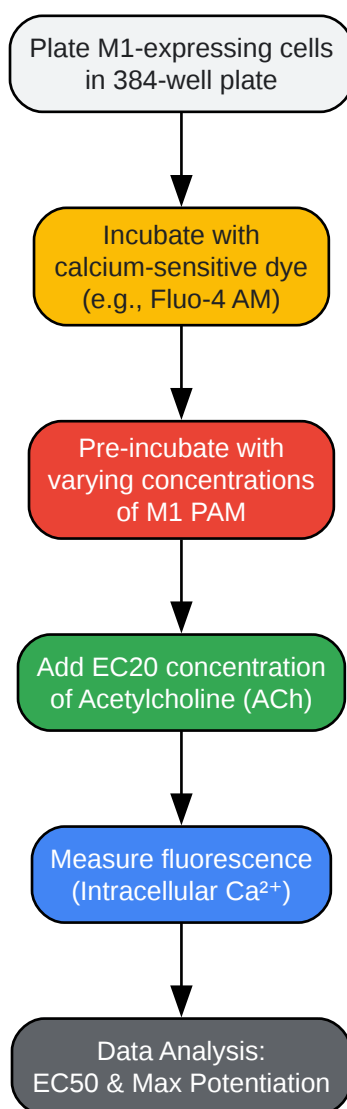 Plate M1-expressing cells
in 384-well plate
Incubate with
calcium-sensitive dye
(e.g., Fluo-4 AM)
Pre-incubate with
varying concentrations
of M1 PAM
Add EC20 concentration
of Acetylcholine (ACh)
Measure fluorescence
(Intracellular Ca²⁺)
Data Analysis:
EC50 & Max Potentiation